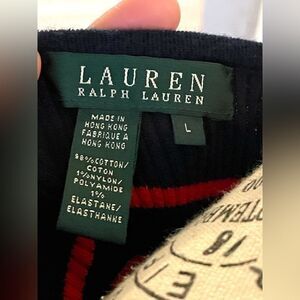 LAUREN
RALPH LAUREN
MADE IN
HONG KONG
FABRIQUÉ A
HONG KONG
L
98%COTTON/
COTON
1%NYLON/
POLYAMIDE
1%
ELASTANE/
ELASTHANNE
18